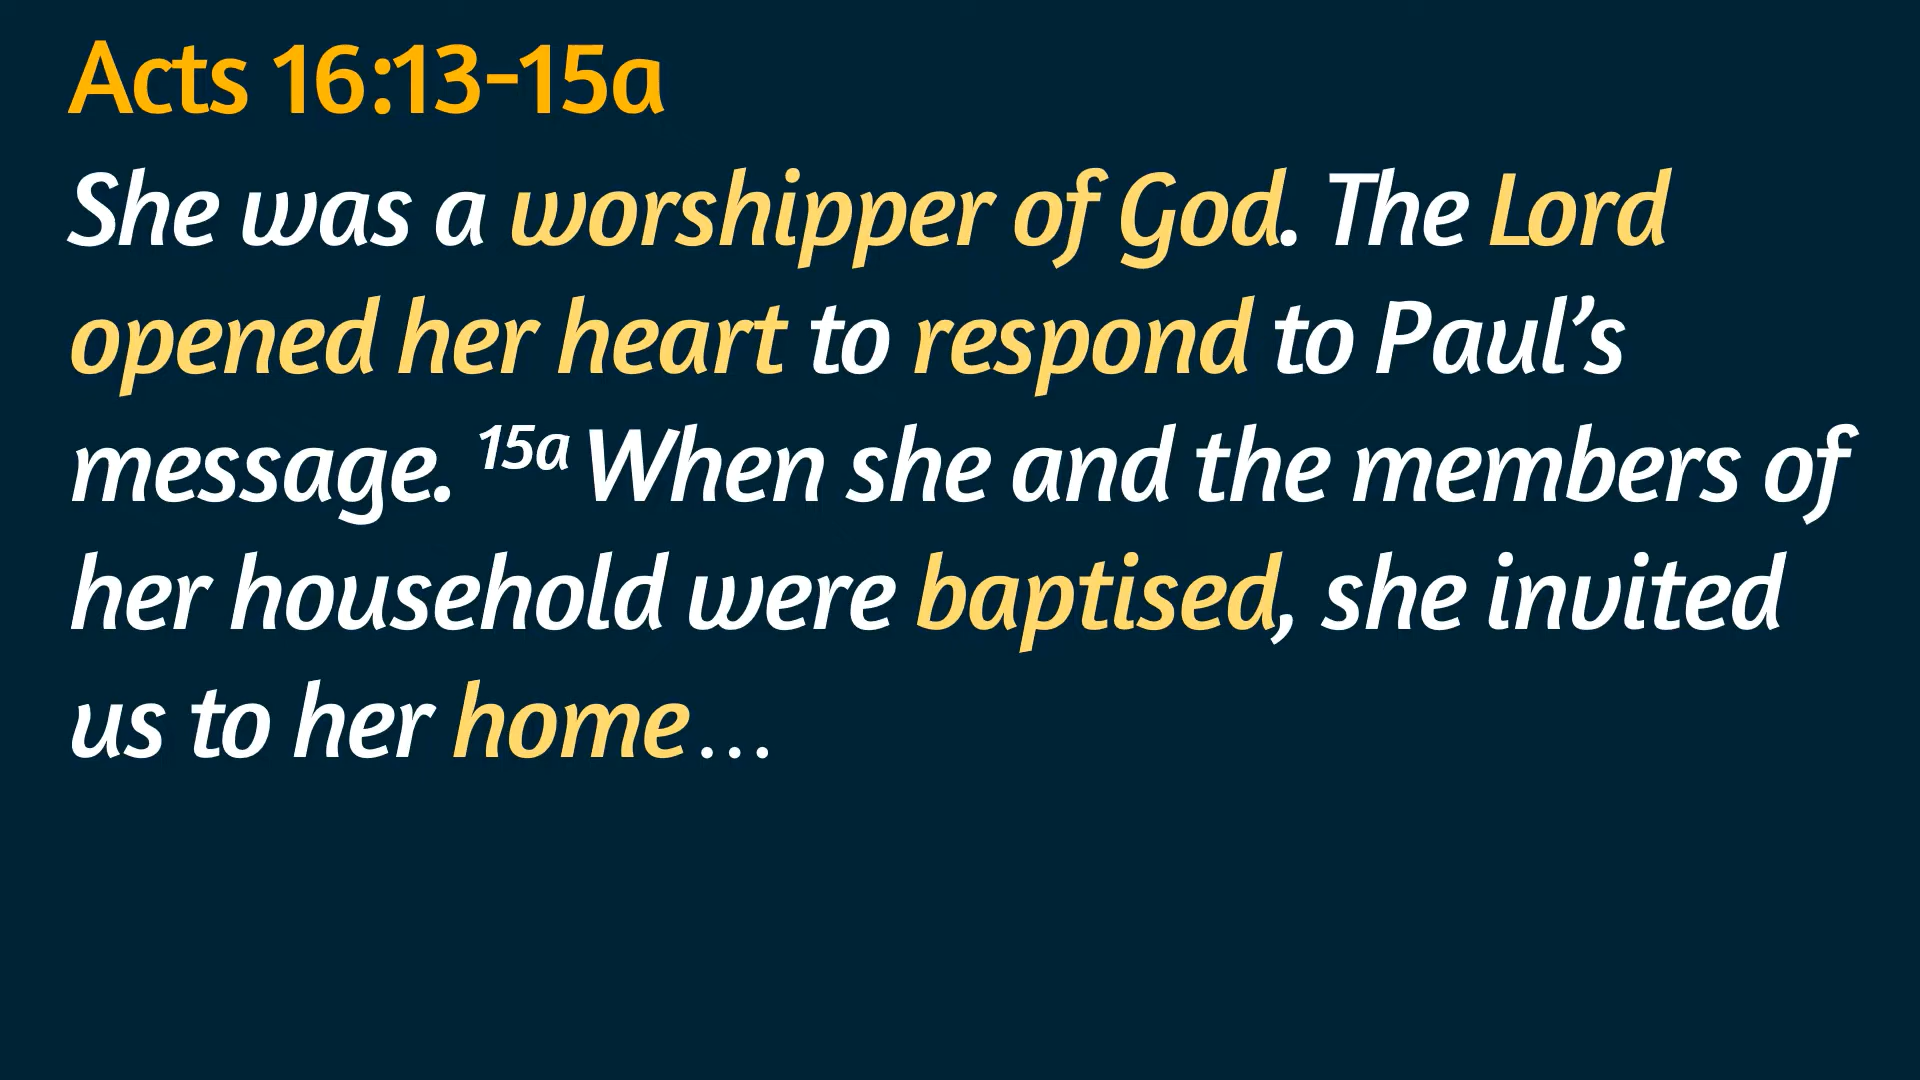 Acts 16:13-15a
She was a worshipper of God. The Lord
opened her heart to respond to Paul’s
message. 15a When she and the members of
her household were baptised, she invited
us to her home…